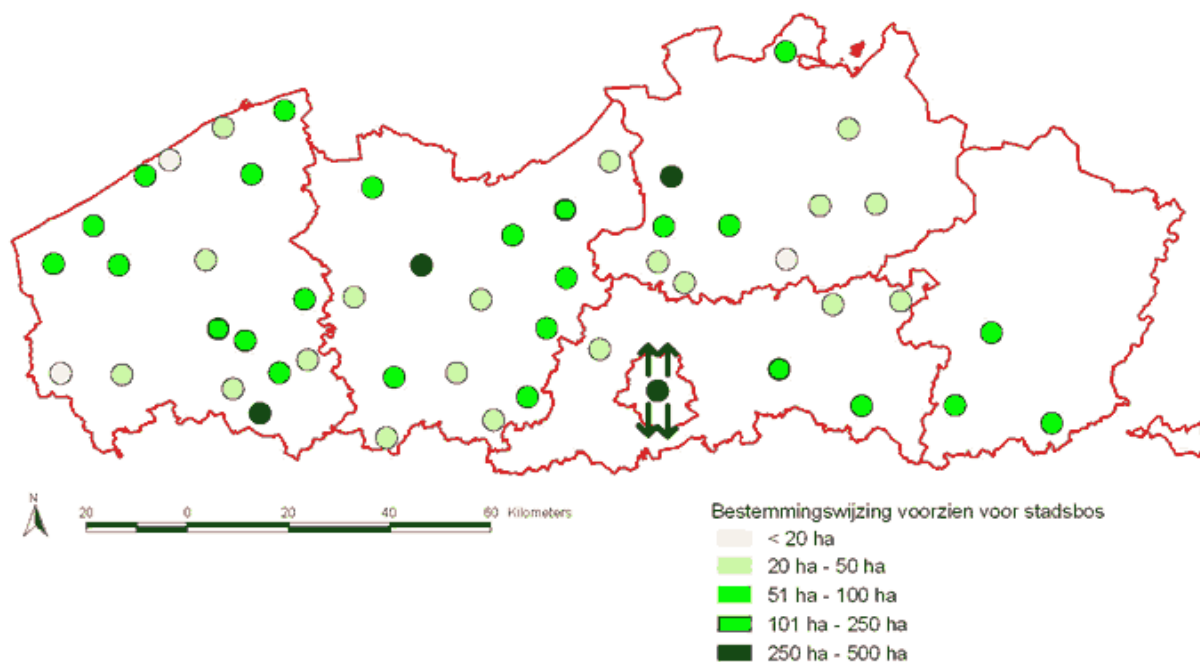 N
20 0 20 40 60 Kilometers
Bestemmingswijzing voorzien voor stadsbos
< 20 ha
20 ha - 50 ha
51 ha - 100 ha
101 ha - 250 ha
250 ha - 500 ha